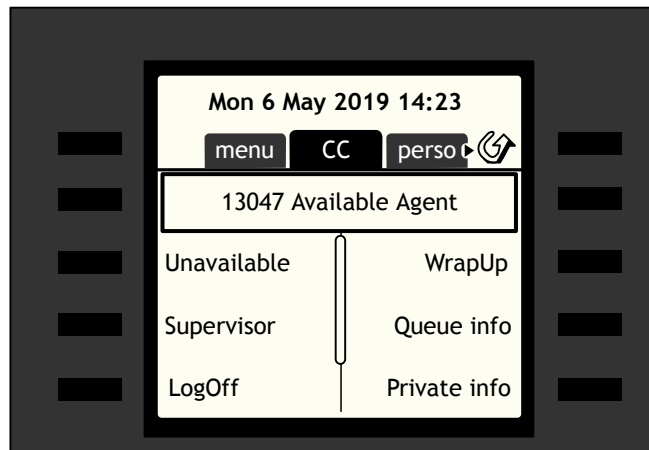 Mon 6 May 2019 14:23
menu CC perso
13047 Available Agent
Unavailable WrapUp
Supervisor Queue info
LogOff Private info